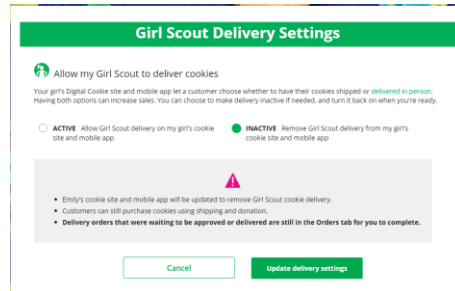 Girl Scout Delivery Settings
Allow my Girl Scout to deliver cookies
Your girl's Digital Cookie site and mobile app let a customer choose whether to have their cookies shipped or delivered in person.
Having both options can increase sales. You can choose to make delivery inactive if needed, and turn it back on when you're ready.
ACTIVE Allow Girl Scout delivery on my girl's cookie INACTIVE Remove Girl Scout delivery from my girl's
site and mobile app cookie site and mobile app
• Emily's cookie site and mobile app will be updated to remove Girl Scout cookie delivery.
• Customers can still purchase cookies using shipping and donation.
• Delivery orders that were waiting to be approved or delivered are still in the Orders tab for you to complete.
Cancel Update delivery settings